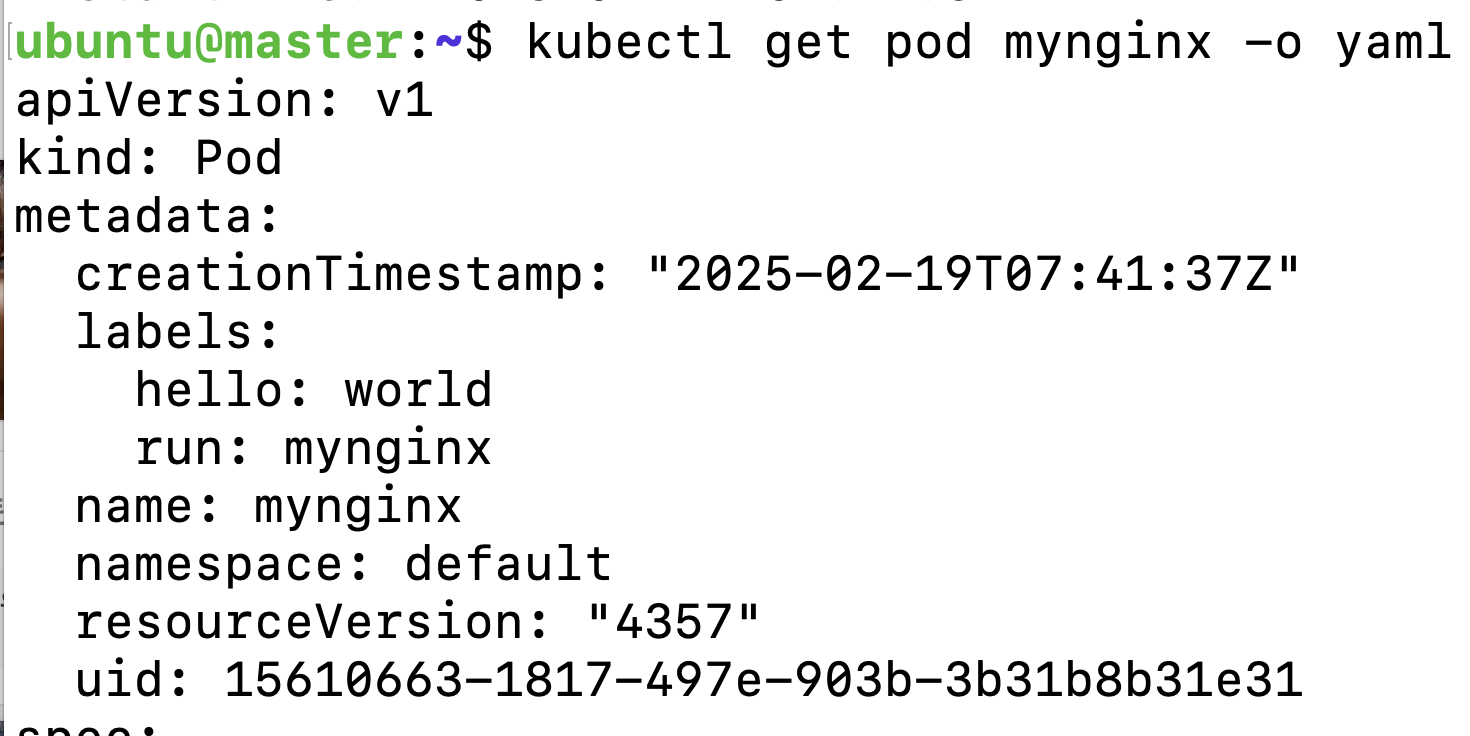 ubuntu@master:~$ kubectl get pod mynginx -o yaml
apiVersion: v1
kind: Pod
metadata:
  creationTimestamp: "2025-02-19T07:41:37Z"
  labels:
    hello: world
    run: mynginx
  name: mynginx
  namespace: default
  resourceVersion: "4357"
  uid: 15610663-1817-497e-903b-3b31b8b31e31
spec: